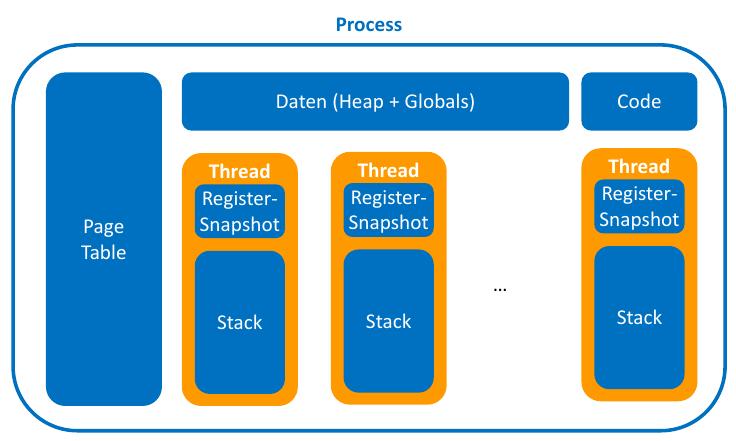 Process
Daten (Heap + Globals)
Code
Page
Table
Thread
Register-
Snapshot
Stack
Thread
Register-
Snapshot
Stack
...
Thread
Register-
Snapshot
Stack